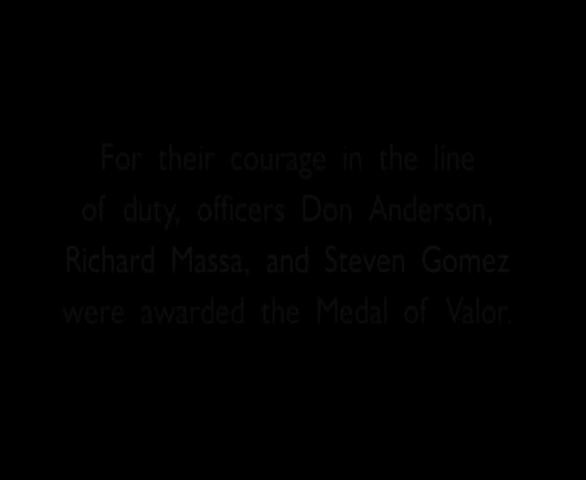 For their courage in the line
of duty, officers Don Anderson,
Richard Massa, and Steven Gomez
were awarded the Medal of Valor.